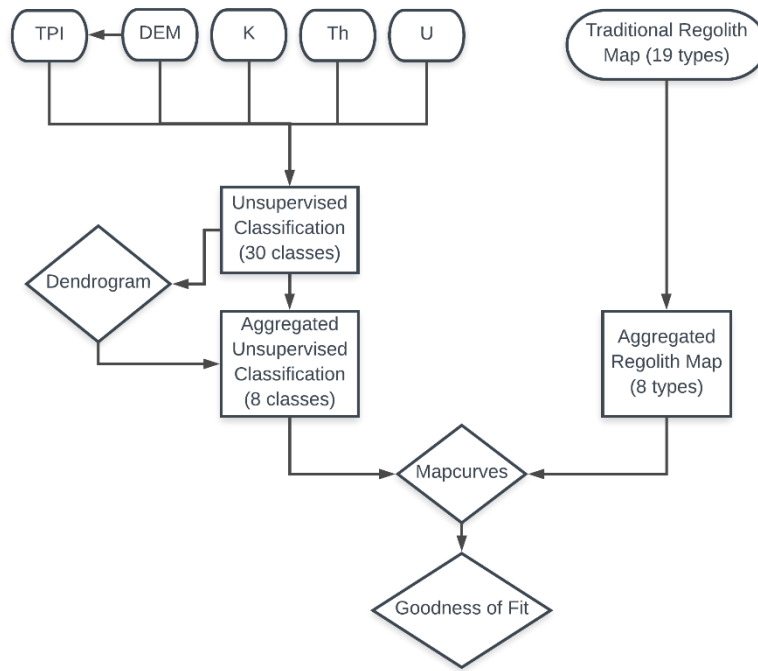 TPI
DEM
K
Th
U
Traditional Regolith
Map (19 types)
Unsupervised
Classification
(30 classes)
Dendrogram
Aggregated
Unsupervised
Classification
(8 classes)
Aggregated
Regolith Map
(8 types)
Mapcurves
Goodness of Fit